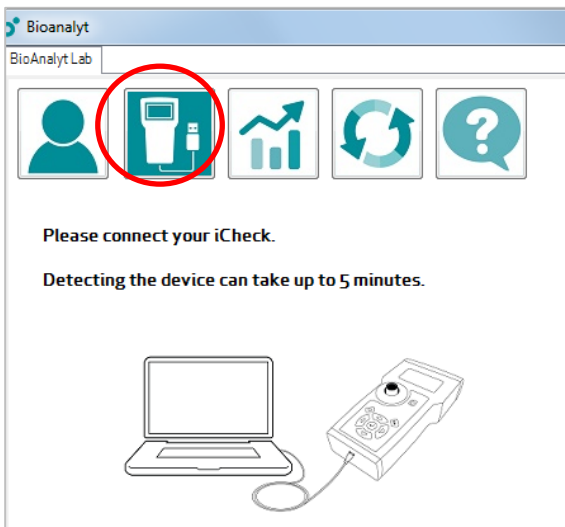 Bioanalyt
BioAnalyt Lab
?
Please connect your iCheck.
Detecting the device can take up to 5 minutes.